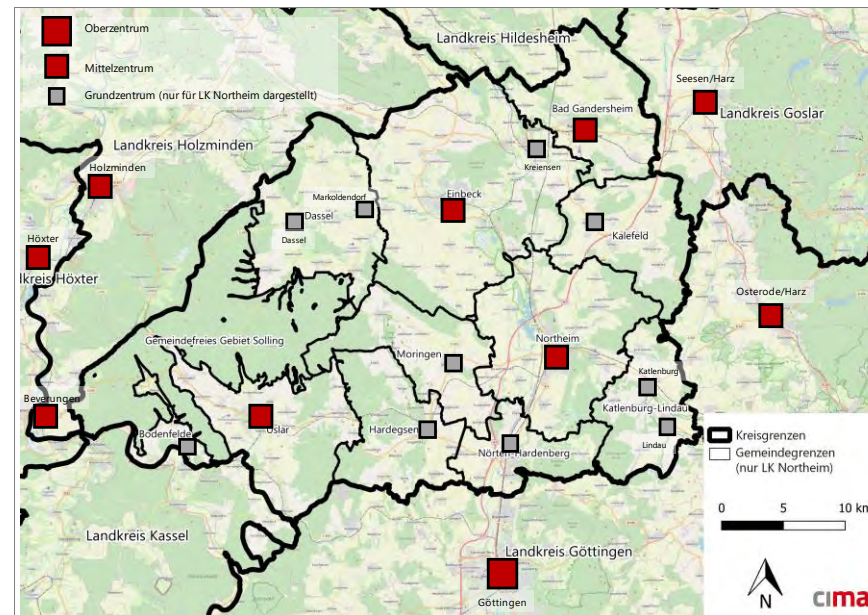 Oberzentrum
Mittelzentrum
Grundzentrum (nur für LK Northeim dargestellt)
Landkreis Hildesheim
Seesen/Harz
Landkreis Goslar
Bad Gandersheim
Kreiensen
Landkreis Holzminden
Holzminden
Markoldendorf
Einbeck
Dassel
Dassel
Kalefeld
Höxter
dkreis Höxter
Osterode/Harz
Gemeindefreies Gebiet Solling
Northeim
Moringen
Katlenburg
Beverungen
Katlenburg-Lindau
Uslar
Hardegsen
Bodenfelde
Lindau
Nörten-Hardenberg
Kreisgrenzen
Gemeindegrenzen
(nur LK Northeim)
0 5 10 km
Landkreis Kassel
Landkreis Göttingen
Göttingen
N
cima